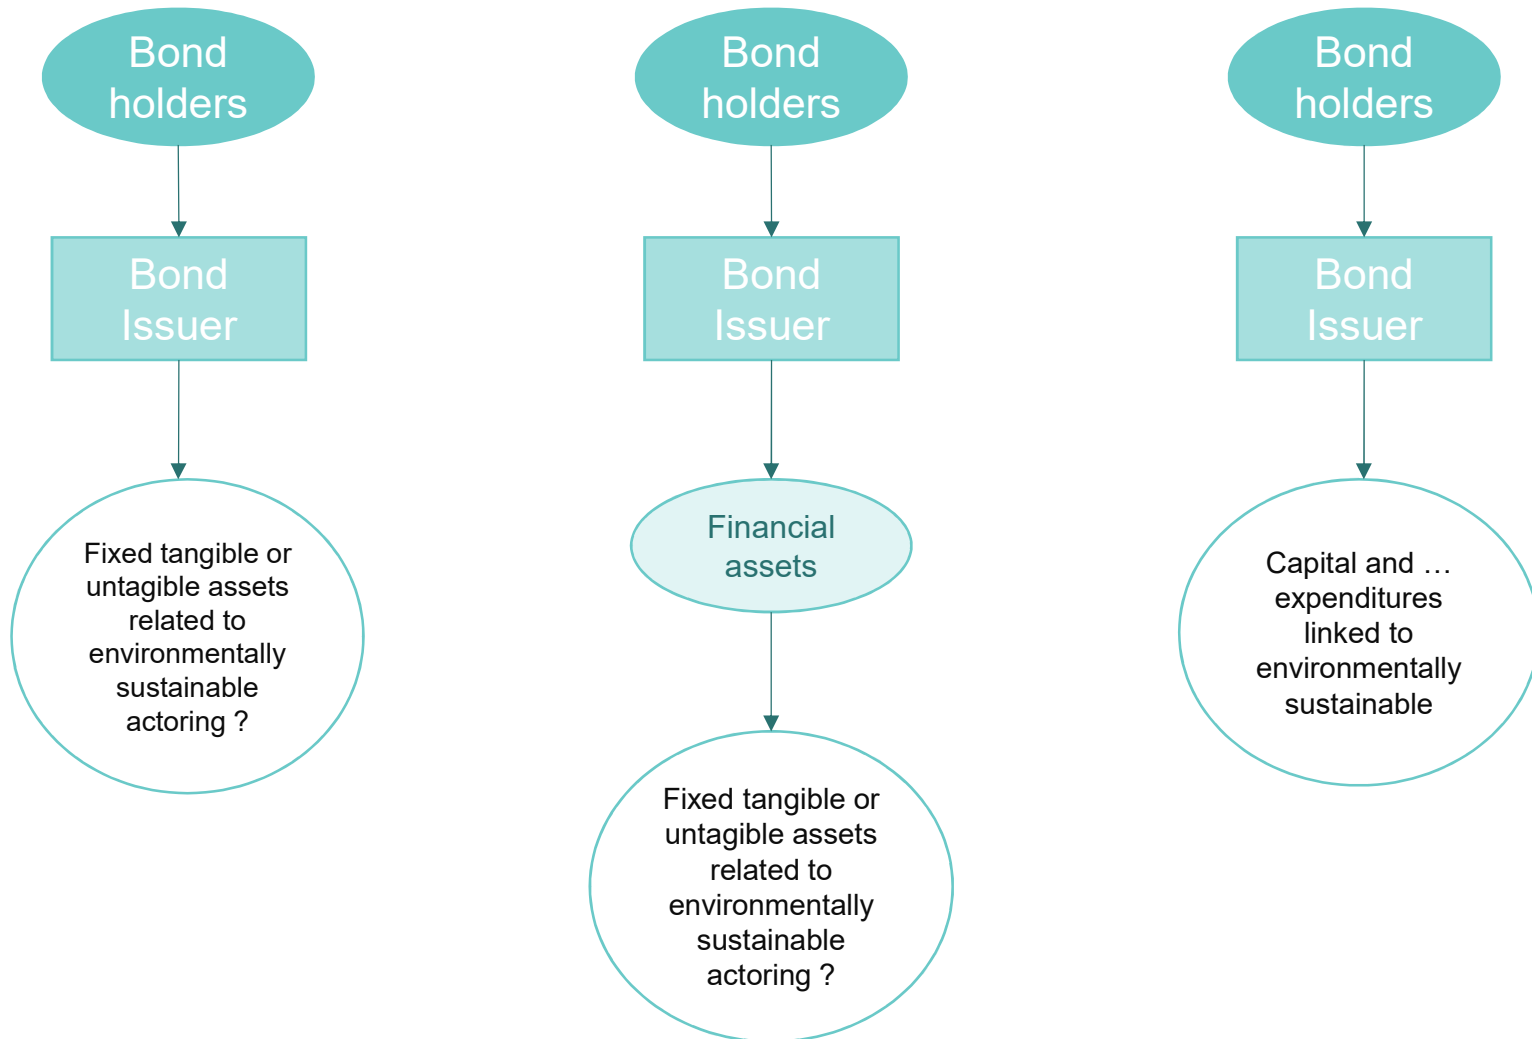 Bond
holders
Bond
Issuer
Fixed tangible or
untagible assets
related to
environmentally
sustainable
actoring ?
Bond
holders
Bond
Issuer
Financial
assets
Fixed tangible or
untagible assets
related to
environmentally
sustainable
actoring ?
Bond
holders
Bond
Issuer
Capital and …
expenditures
linked to
environmentally
sustainable